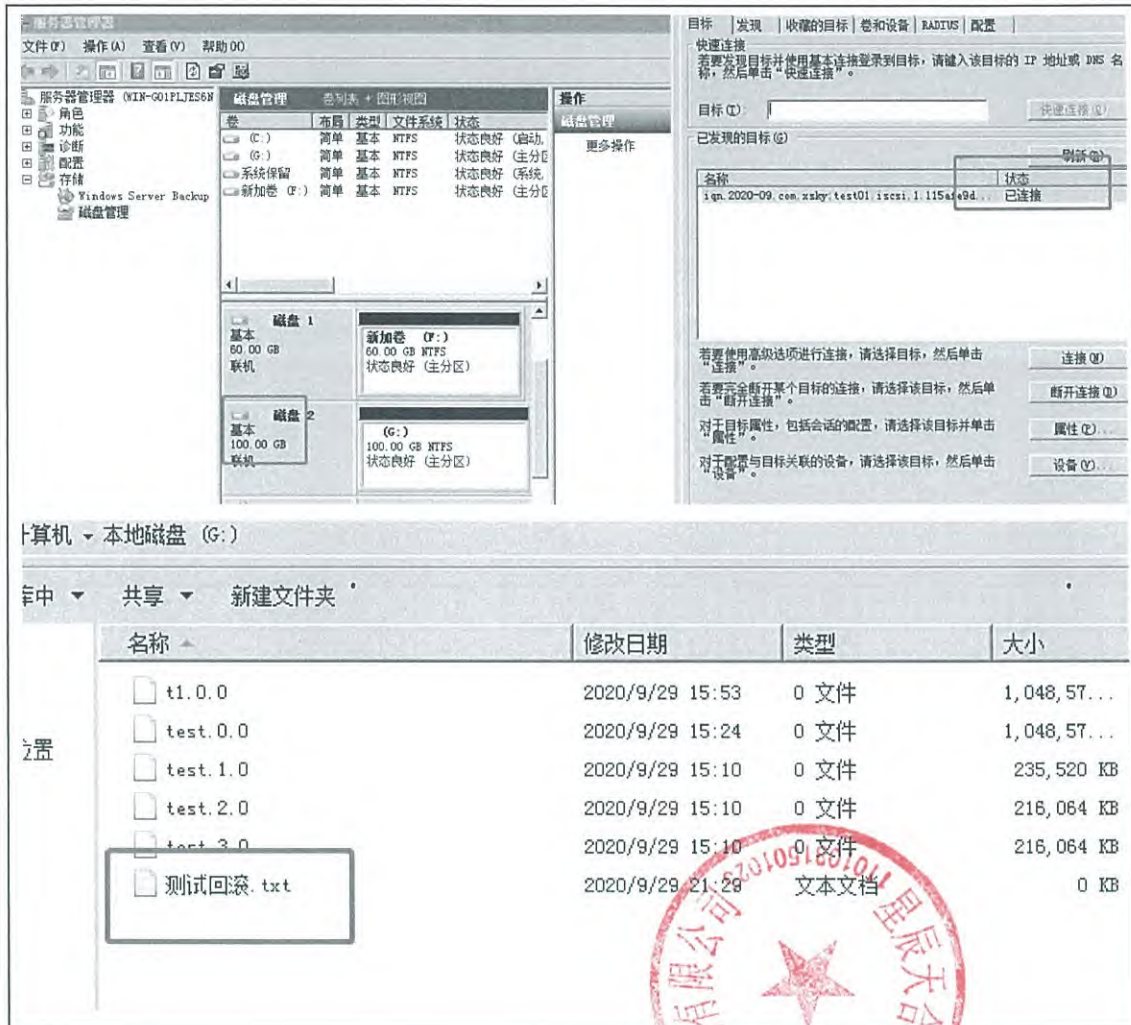 服务器管理器
文件(F) 操作(A) 查看(V) 帮助(H)
服务器管理器 (WIN-G01PLJES6N
角色
功能
诊断
配置
存储
Windows Server Backup
磁盘管理
磁盘管理 卷列表 + 图形视图
卷 布局 类型 文件系统 状态
(C:) 简单 基本 NTFS 状态良好 (启动,
(G:) 简单 基本 NTFS 状态良好 (主分区
系统保留 简单 基本 NTFS 状态良好 (系统,
新加卷 (F:) 简单 基本 NTFS 状态良好 (主分区
磁盘 1
基本
60.00 GB
联机
新加卷 (F:)
60.00 GB NTFS
状态良好 (主分区)
磁盘 2
基本
100.00 GB
联机
(G:)
100.00 GB NTFS
状态良好 (主分区)
操作
磁盘管理
更多操作
目标 发现 收藏的目标 卷和设备 RADIUS 配置
快速连接
若要发现目标并使用基本连接登录到目标，请键入该目标的 IP 地址或 DNS 名
称，然后单击“快速连接”。
目标(T):
快速连接(Q)
已发现的目标(G)
刷新(R)
名称 状态
iqn.2020-09.com.xsky:test01.iscsi.1.115a 已连接
若要使用高级选项进行连接，请选择目标，然后单击
“连接”。
连接(N)
若要完全断开某个目标的连接，请选择该目标，然后单
击“断开连接”。
断开连接(D)
对于目标属性，包括会话的配置，请选择该目标并单击
“属性”。
属性(P)...
对于配置与目标关联的设备，请选择该目标，然后单击
“设备”。
设备(V)...
计算机 本地磁盘 (G:)
库中 共享 新建文件夹
位置
名称 修改日期 类型 大小
t1.0.0 2020/9/29 15:53 0 文件 1,048,57...
test.0.0 2020/9/29 15:24 0 文件 1,048,57...
test.1.0 2020/9/29 15:10 0 文件 235,520 KB
test.2.0 2020/9/29 15:10 0 文件 216,064 KB
test.3.0 2020/9/29 15:10 0 文件 216,064 KB
测试回滚.txt 2020/9/29 21:29 文本文档 0 KB
星辰天合
有限公司